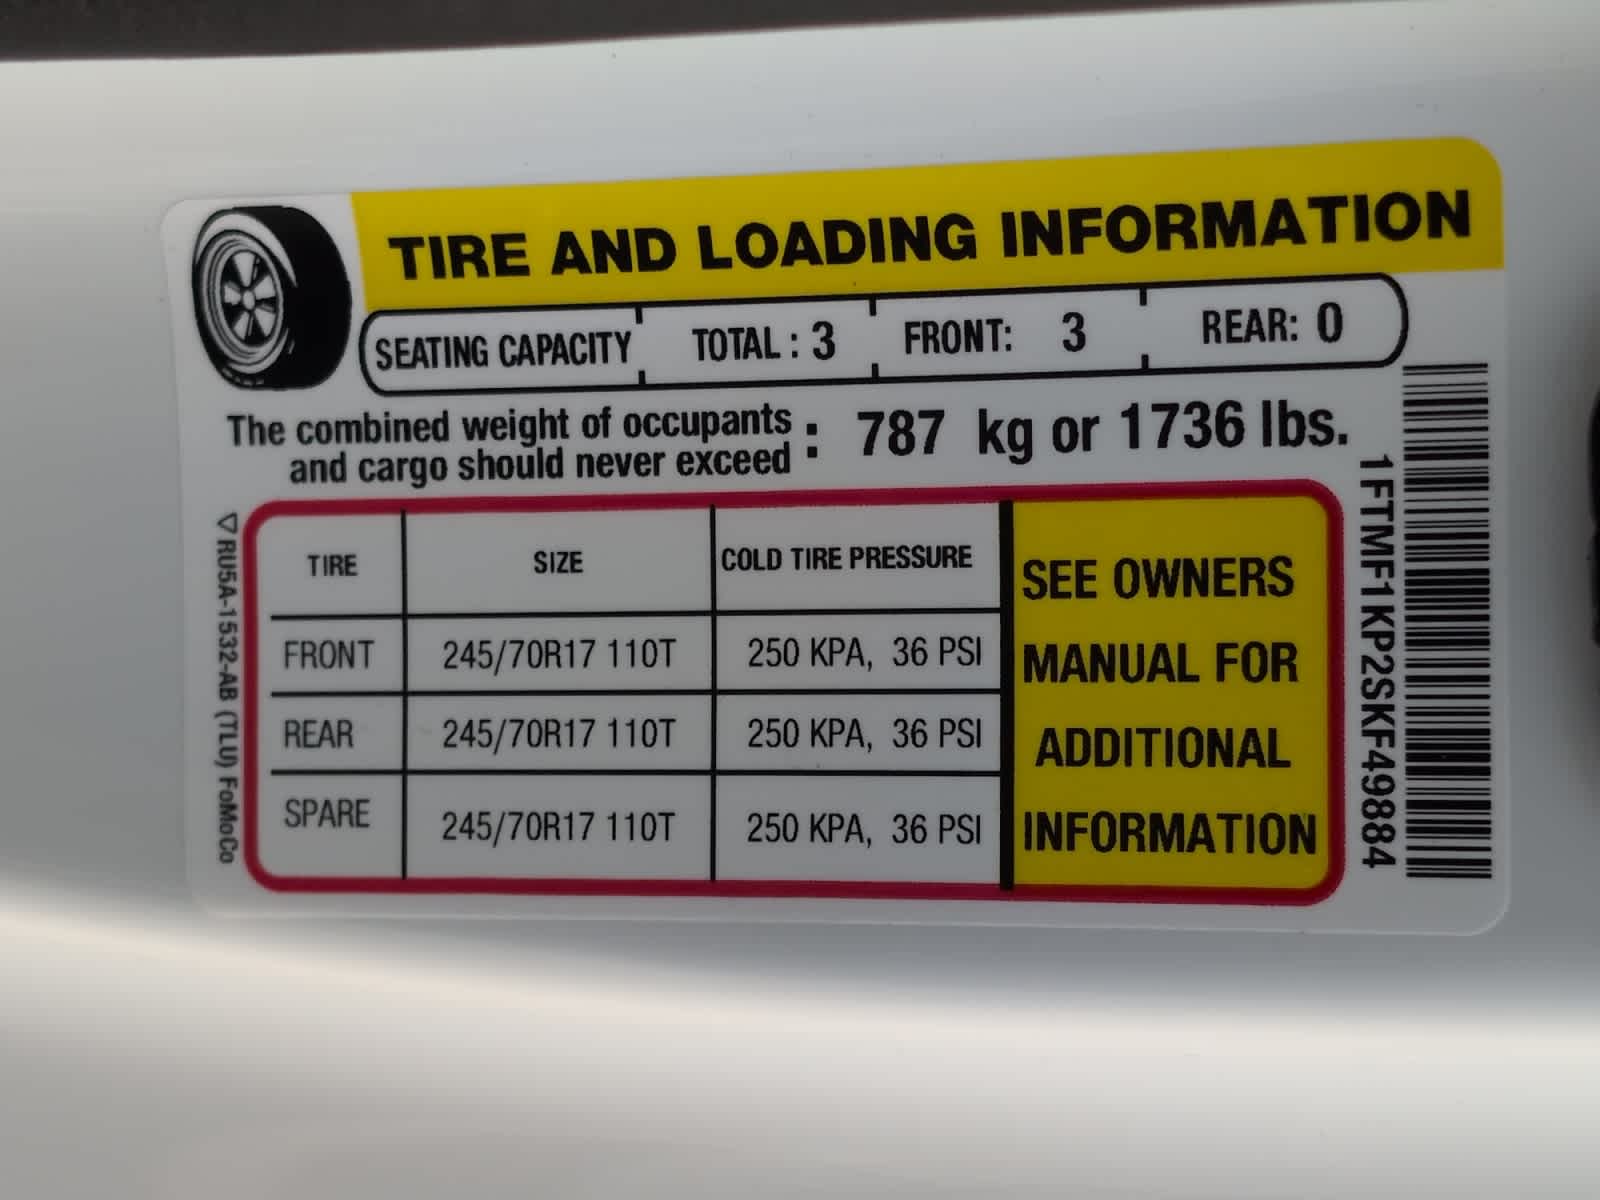 TIRE AND LOADING INFORMATION
SEATING CAPACITY TOTAL : 3 FRONT: 3 REAR: 0
The combined weight of occupants
and cargo should never exceed : 787 kg or 1736 lbs.
TIRE SIZE COLD TIRE PRESSURE
FRONT 245/70R17 110T 250 KPA, 36 PSI
REAR 245/70R17 110T 250 KPA, 36 PSI
SPARE 245/70R17 110T 250 KPA, 36 PSI
SEE OWNERS
MANUAL FOR
ADDITIONAL
INFORMATION
1FTMF1KP2SKF49884
RU5A-1532-AB (TLU) FoMoCo